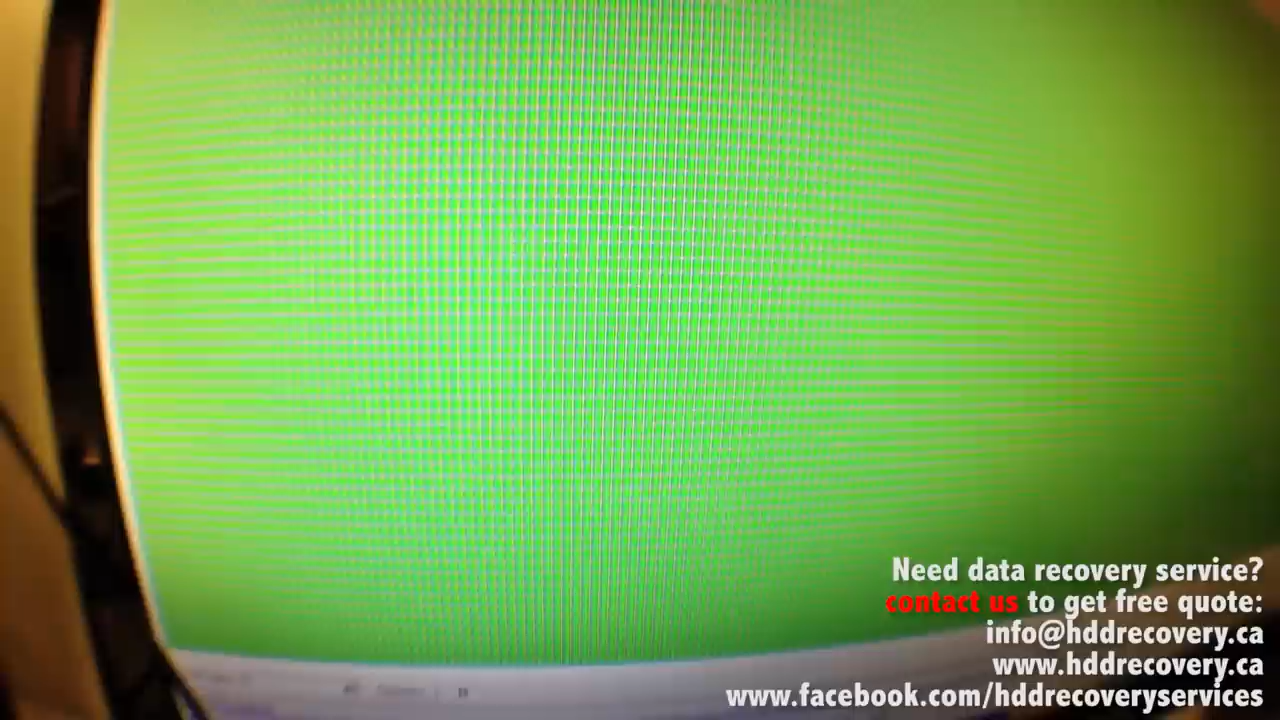 Need data recovery service?
contact us to get free quote:
info@hddrecovery.ca
www.hddrecovery.ca
www.facebook.com/hddrecoveryservices